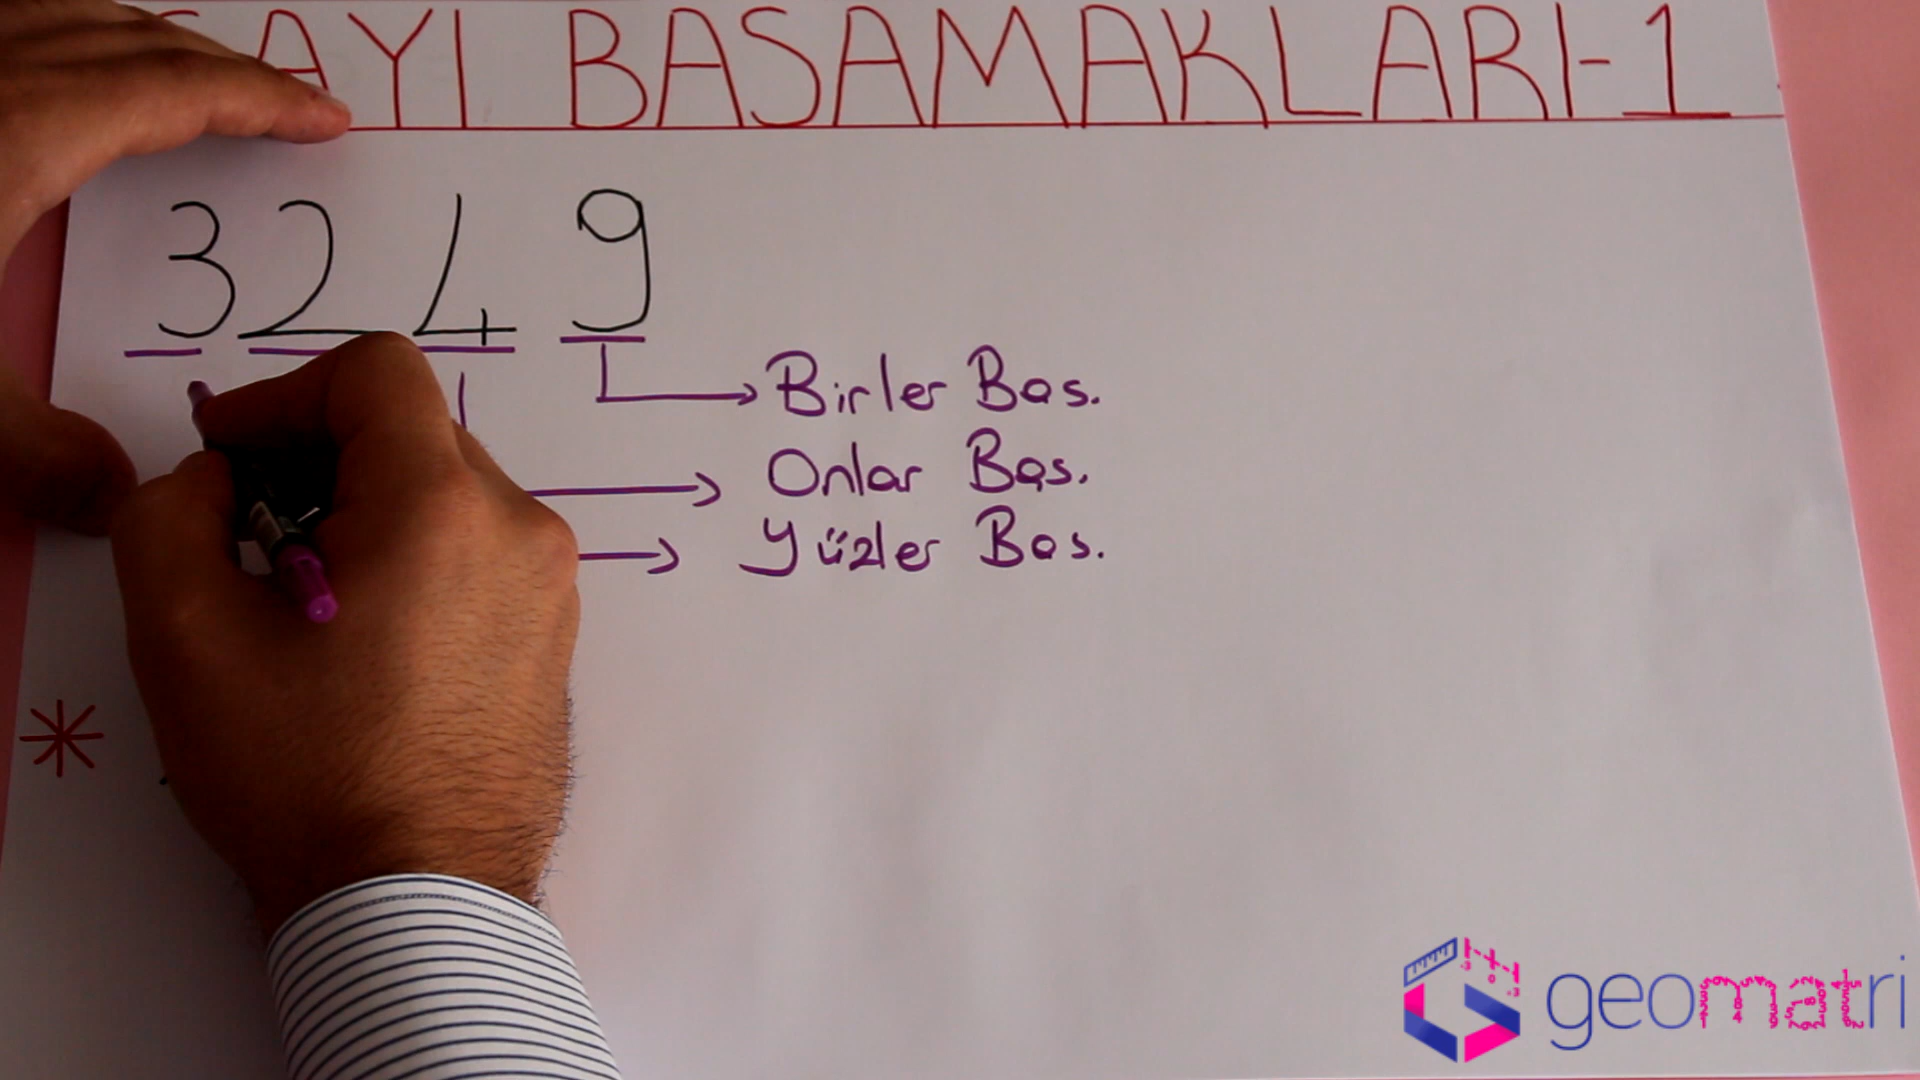 SAYI BASAMAKLARI-1
3249
Birler Bas.
Onlar Bas.
Yüzler Bas.
geomatri